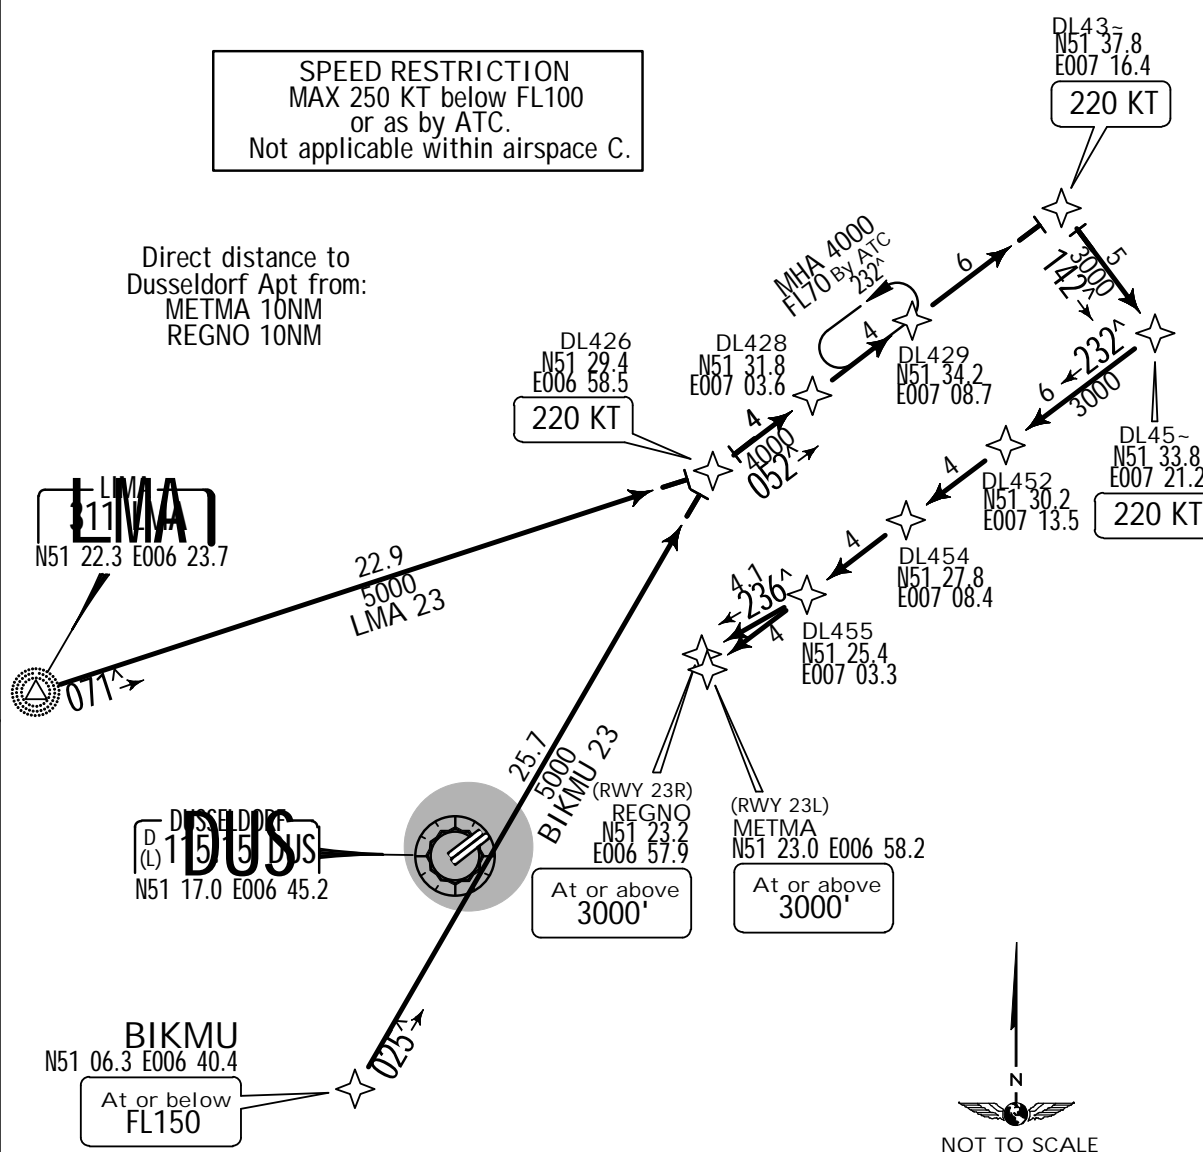 SPEED RESTRICTION
MAX 250 KT below FL100
or as by ATC.
Not applicable within airspace C.
Direct distance to
Dusseldorf Apt from:
METMA 10NM
REGNO 10NM
DL43~
N51 37.8
E007 16.4
220 KT
MHA 4000
FL70 By ATC
232^
6
5
3000
142^
DL426
N51 29.4
E006 58.5
220 KT
DL428
N51 31.8
E007 03.6
4
DL429
N51 34.2
E007 08.7
4
4000
052^
232^
6
3000
DL45~
N51 33.8
E007 21.2
220 KT
DL452
N51 30.2
E007 13.5
4
DL454
N51 27.8
E007 08.4
4
4.1
236^
4
DL455
N51 25.4
E007 03.3
LIMA
311 LMA
LMA
N51 22.3 E006 23.7
22.9
5000
LMA 23
071^
25.7
5000
BIKMU 23
(RWY 23R)
REGNO
N51 23.2
E006 57.9
At or above
3000'
(RWY 23L)
METMA
N51 23.0 E006 58.2
At or above
3000'
DUSSELDORF
D
(L) 115.15 DUS
DUS
N51 17.0 E006 45.2
025^
BIKMU
N51 06.3 E006 40.4
At or below
FL150
N
NOT TO SCALE